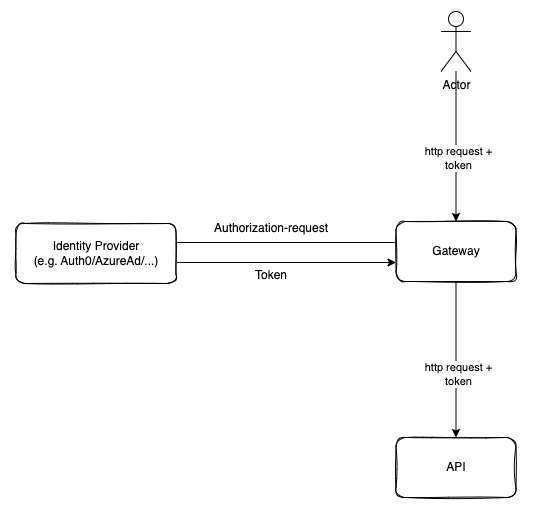 Actor
http request +
token
Authorization-request
Identity Provider
(e.g. Auth0/AzureAd/...)
Gateway
Token
http request +
token
API